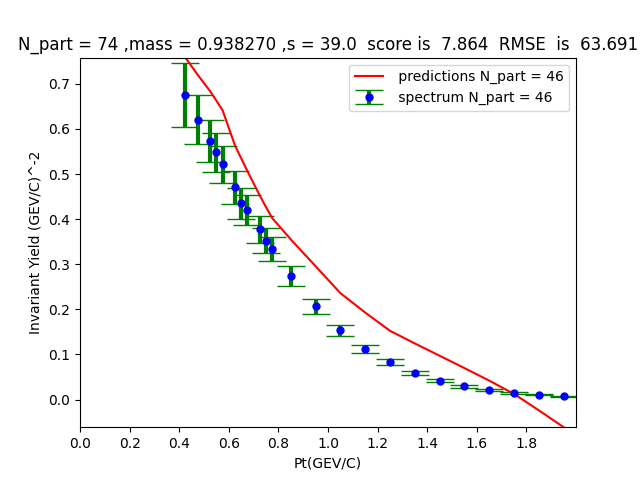 N_part = 74 ,mass = 0.938270 ,s = 39.0  score is  7.864  RMSE  is  63.691
predictions N_part = 46
spectrum N_part = 46
Invariant Yield (GEV/C)^-2
0.7
0.6
0.5
0.4
0.3
0.2
0.1
0.0
0.0 0.2 0.4 0.6 0.8 1.0 1.2 1.4 1.6 1.8
Pt(GEV/C)